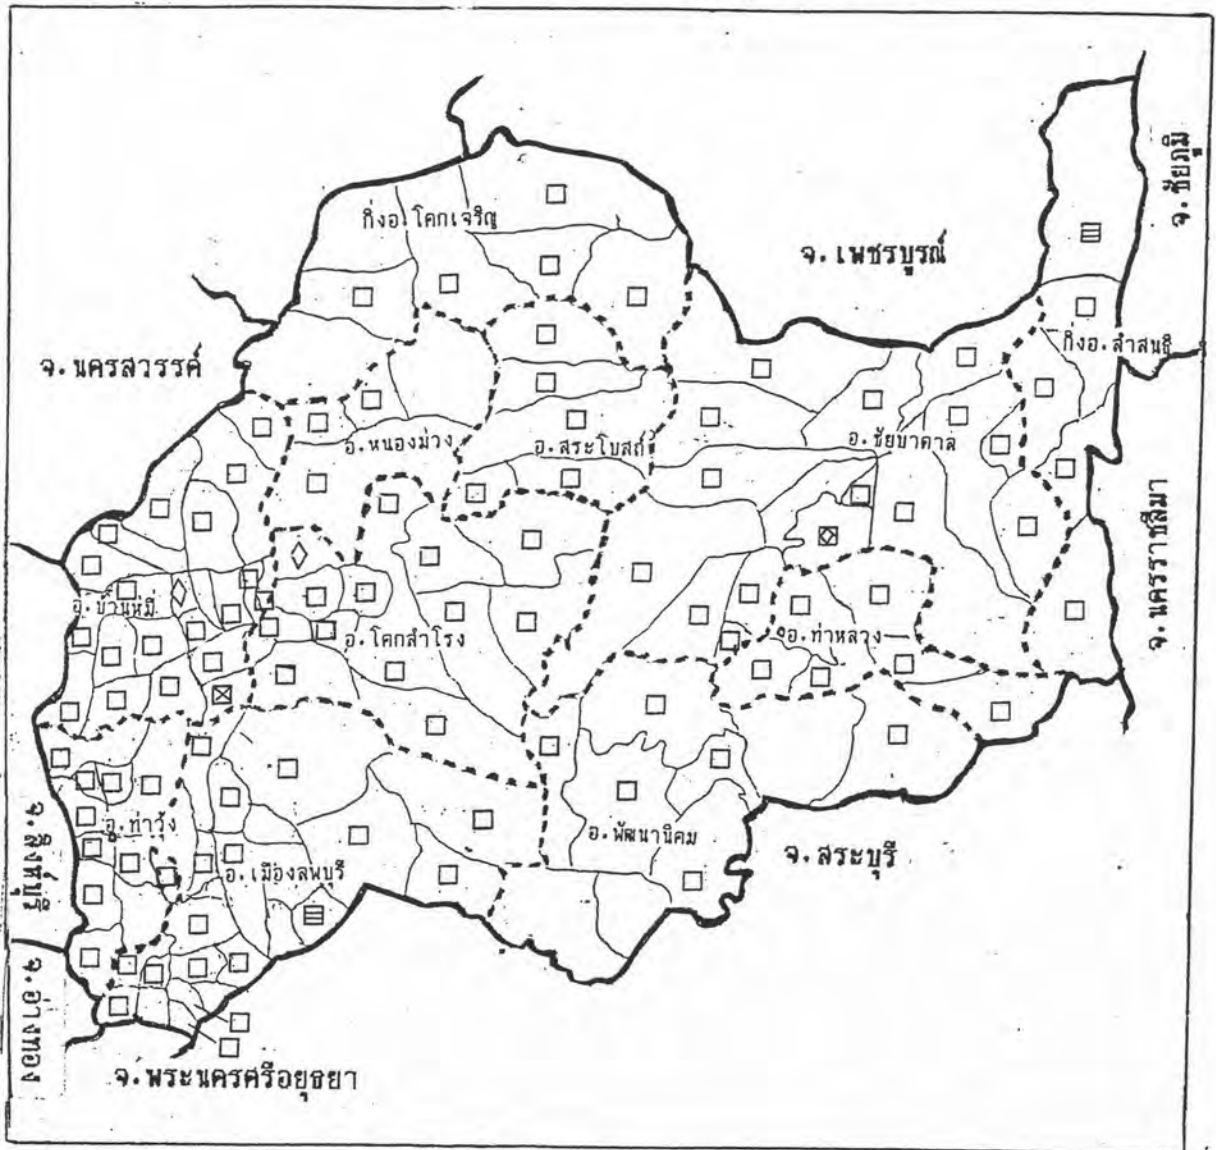 จ.ชัยภูมิ
กิ่งอ.โคกเจริญ
จ.เพชรบูรณ์
กิ่งอ.ลำสนธิ
จ.นครสวรรค์
อ.หนองม่วง
อ.สระโบสถ์
อ.ชัยบาดาล
จ.นครราชสีมา
อ.บ้านหมี่
อ.โคกสำโรง
อ.ท่าหลวง
จ.สิงห์บุรี
อ.ท่าวุ้ง
อ.พัฒนานิคม
จ.สระบุรี
อ.เมืองลพบุรี
จ.อ่างทอง
จ.พระนครศรีอยุธยา